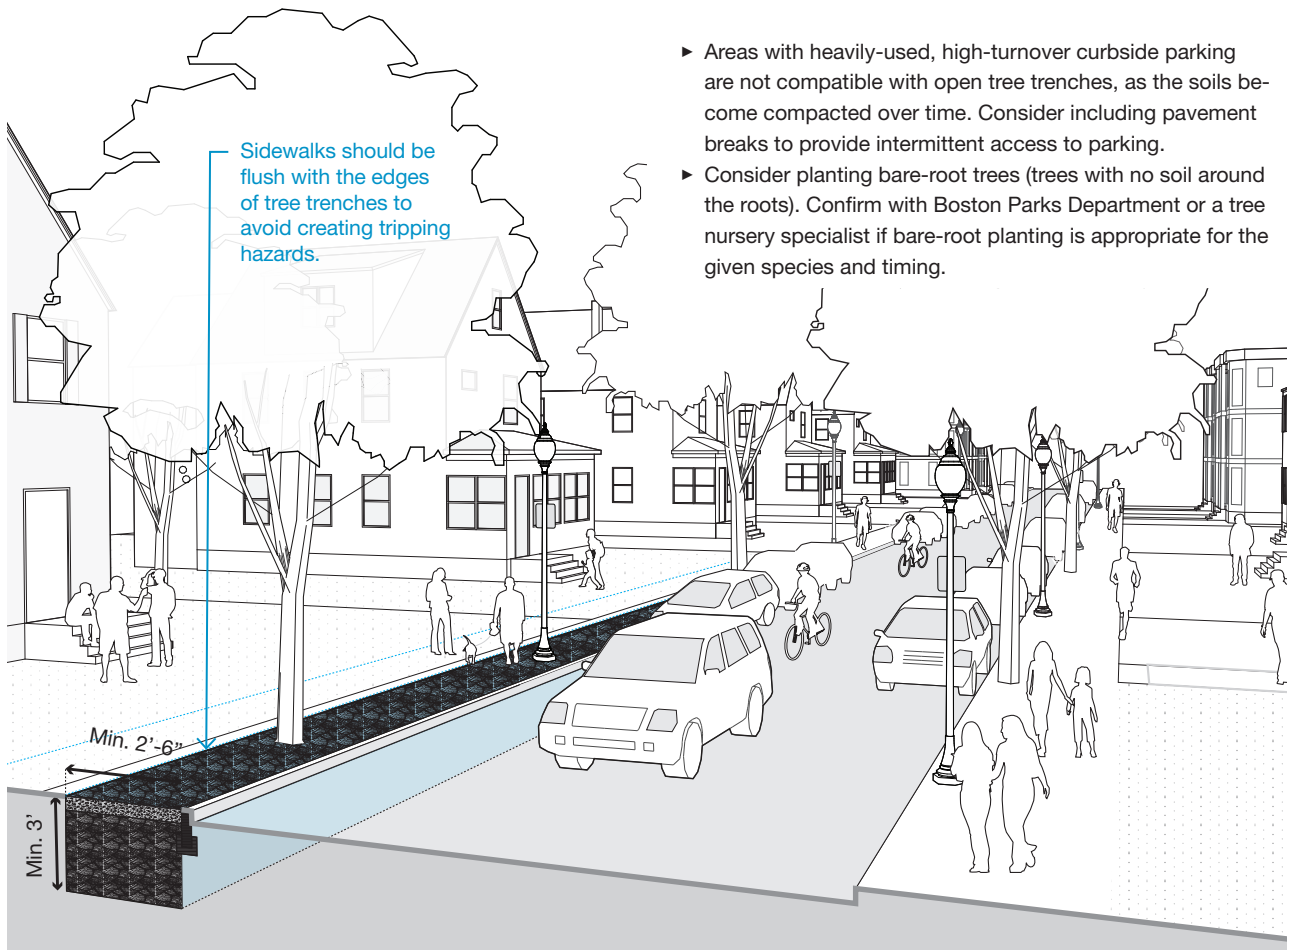 ► Areas with heavily-used, high-turnover curbside parking
are not compatible with open tree trenches, as the soils be-
come compacted over time. Consider including pavement
breaks to provide intermittent access to parking.
► Consider planting bare-root trees (trees with no soil around
the roots). Confirm with Boston Parks Department or a tree
nursery specialist if bare-root planting is appropriate for the
given species and timing.
Sidewalks should be
flush with the edges
of tree trenches to
avoid creating tripping
hazards.
Min. 2’-6”
Min. 3’